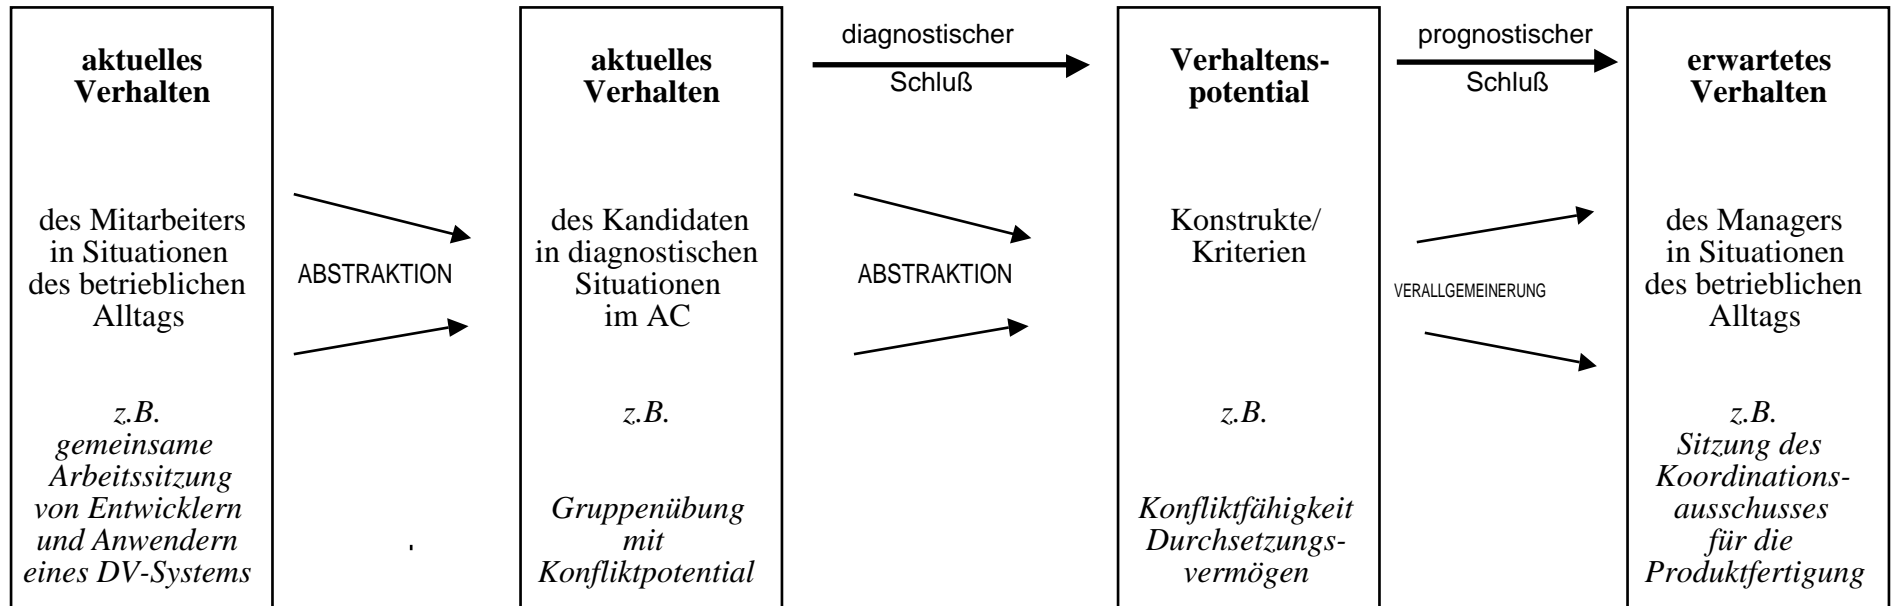 aktuelles
Verhalten
des Mitarbeiters
in Situationen
des betrieblichen
Alltags
z.B.
gemeinsame
Arbeitssitzung
von Entwicklern
und Anwendern
eines DV-Systems
ABSTRAKTION
aktuelles
Verhalten
des Kandidaten
in diagnostischen
Situationen
im AC
z.B.
Gruppenübung
mit
Konfliktpotential
diagnostischer
Schluß
ABSTRAKTION
Verhaltens-
potential
Konstrukte/
Kriterien
z.B.
Konfliktfähigkeit
Durchsetzungs-
vermögen
prognostischer
Schluß
VERALLGEMEINERUNG
erwartetes
Verhalten
des Managers
in Situationen
des betrieblichen
Alltags
z.B.
Sitzung des
Koordinations-
ausschusses
für die
Produktfertigung